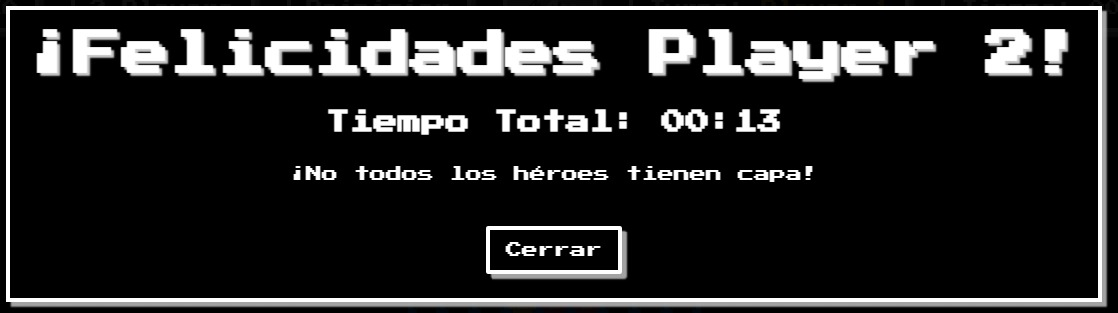 ¡Felicidades Player 2!
Tiempo Total: 00:13
¡No todos los héroes tienen capa!
Cerrar